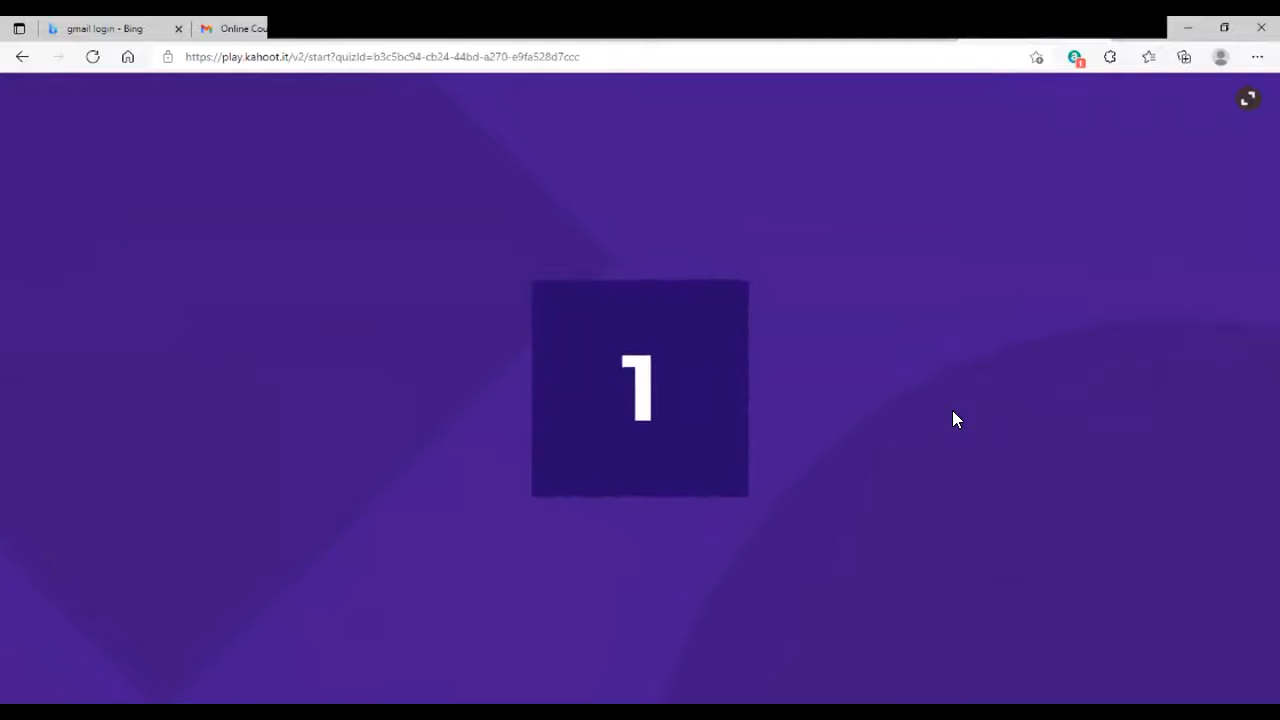 gmail login - Bing
Online Cou
https://play.kahoot.it/v2/start?quizId=b3c5bc94-cb24-44bd-a270-e9fa528d7ccc
1